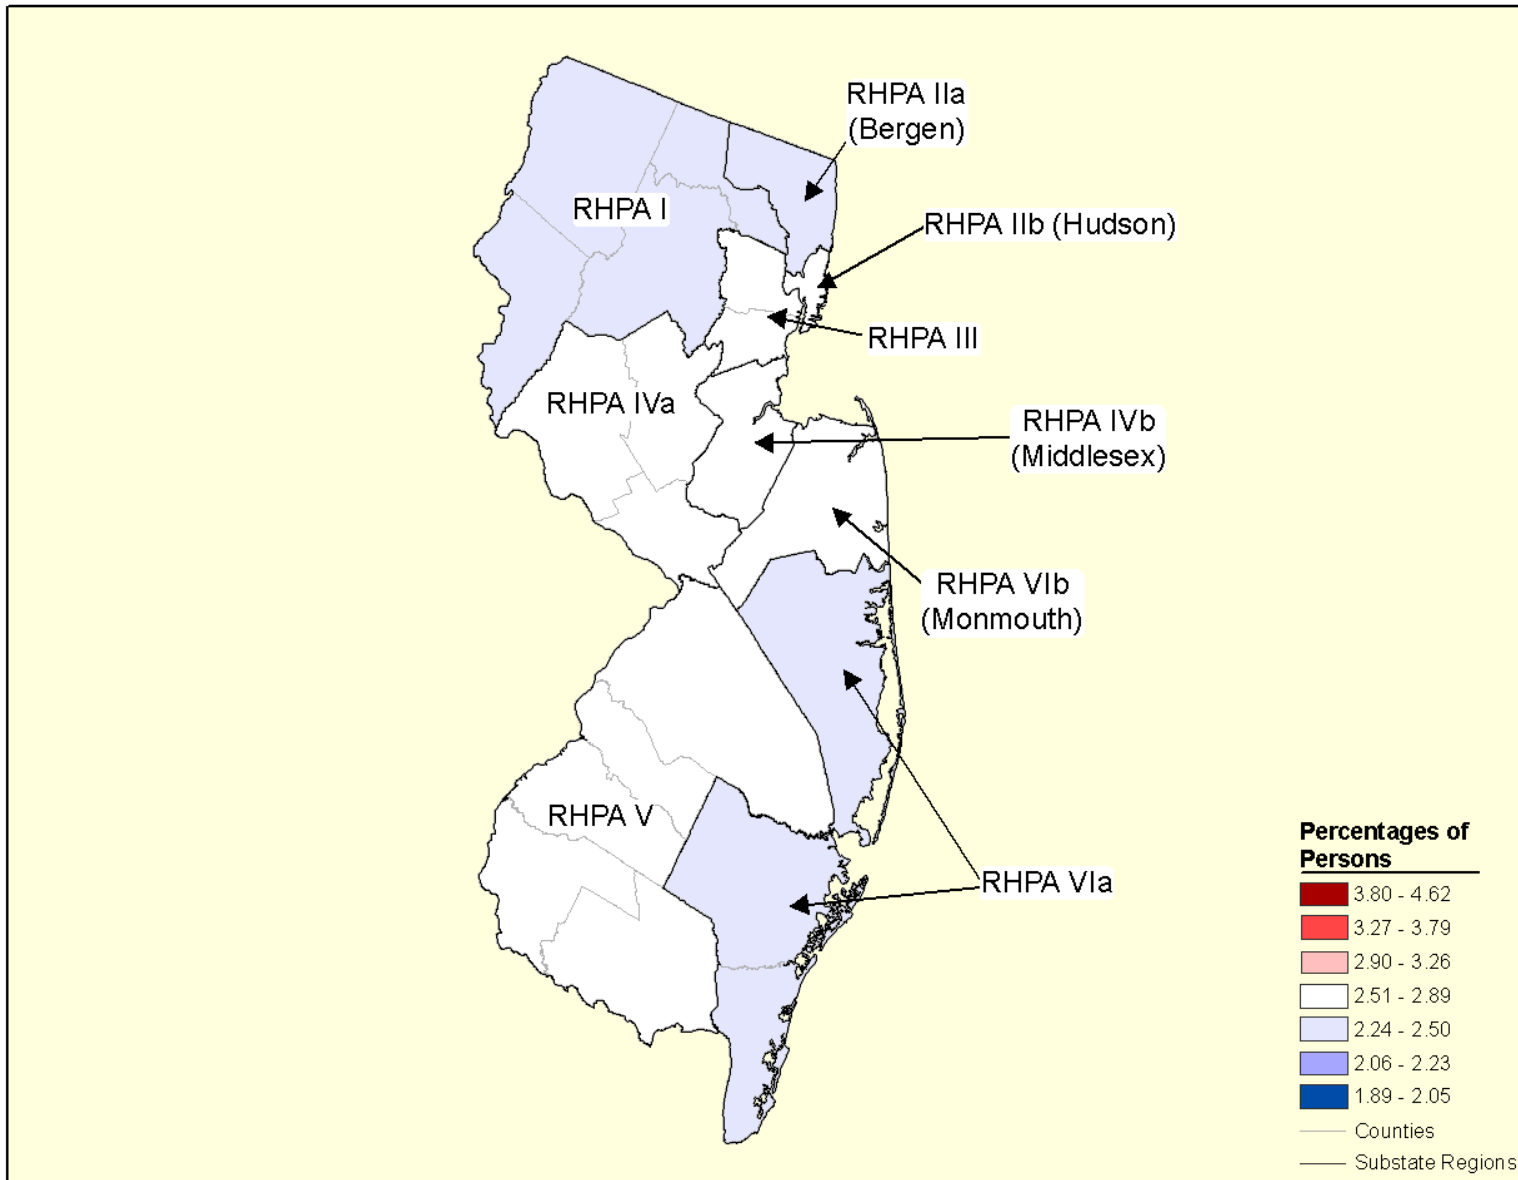 RHPA IIa
(Bergen)
RHPA I
RHPA IIb (Hudson)
RHPA III
RHPA IVa
RHPA IVb
(Middlesex)
RHPA VIb
(Monmouth)
RHPA V
RHPA VIa
Percentages of
Persons
3.80 - 4.62
3.27 - 3.79
2.90 - 3.26
2.51 - 2.89
2.24 - 2.50
2.06 - 2.23
1.89 - 2.05
Counties
Substate Regions